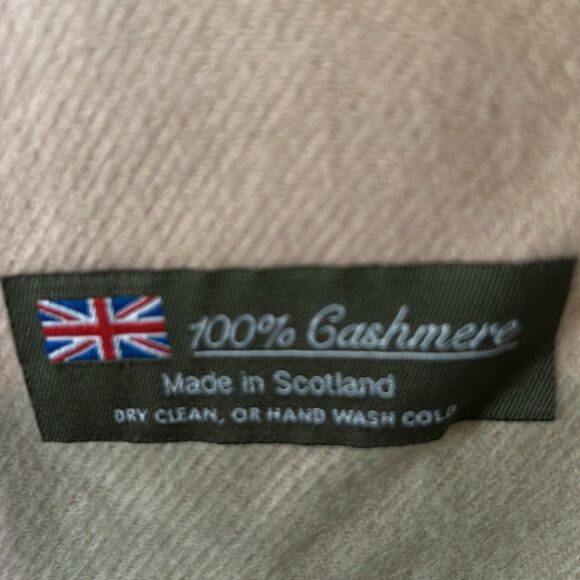 100% Cashmere
Made in Scotland
DRY CLEAN, OR HAND WASH COLD